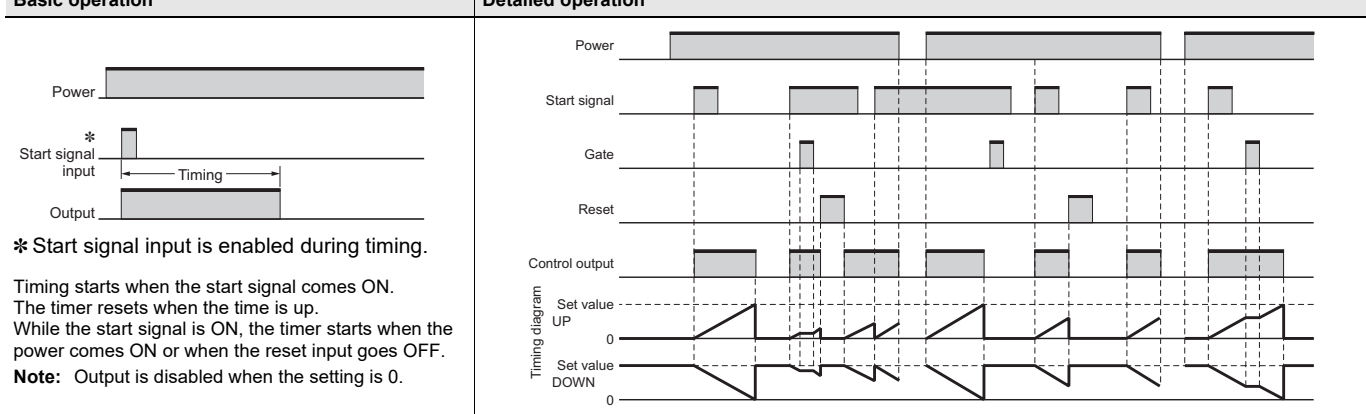 Basic operation
Detailed operation
Power
✽
Start signal
input
Timing
Output
✽ Start signal input is enabled during timing.
Timing starts when the start signal comes ON.
The timer resets when the time is up.
While the start signal is ON, the timer starts when the
power comes ON or when the reset input goes OFF.
Note: Output is disabled when the setting is 0.
Power
Start signal
Gate
Reset
Control output
Timing diagram
Set value
UP
0
Set value
DOWN
0